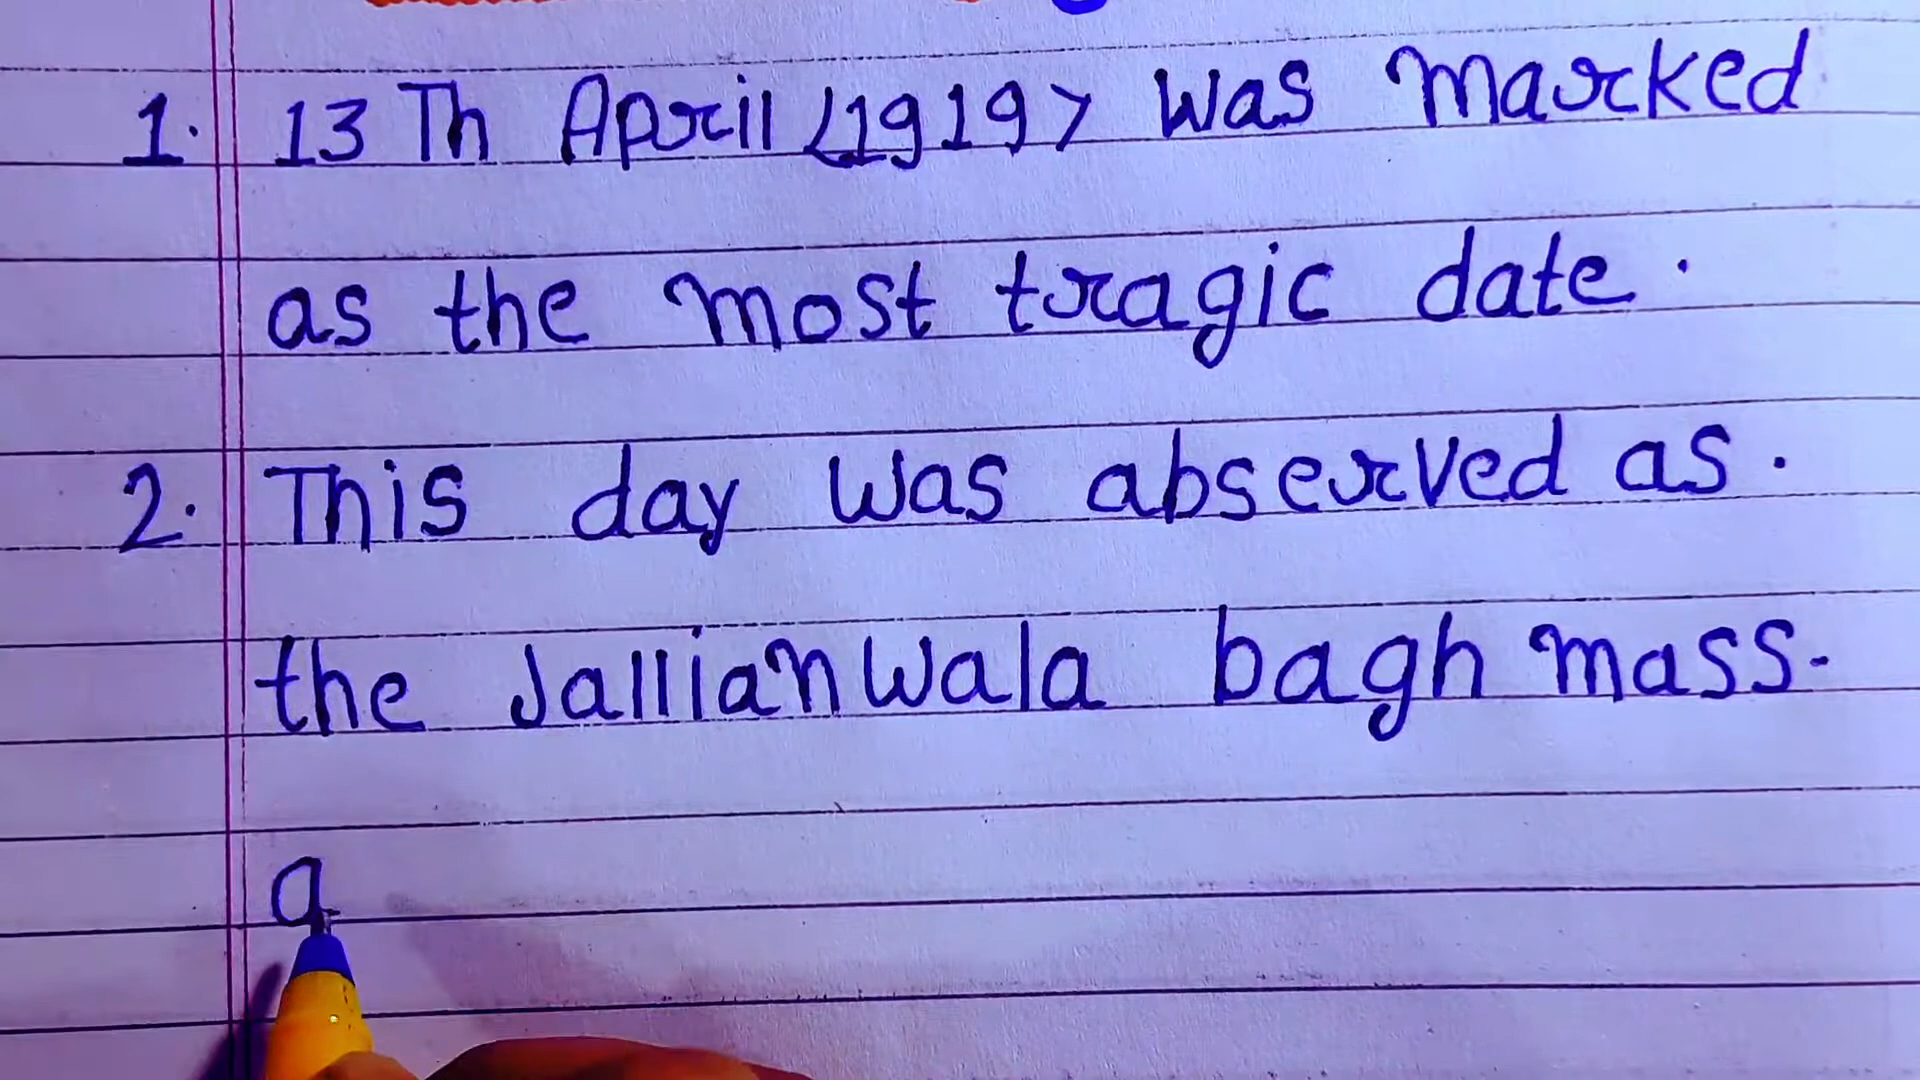 1. 13 Th April <1919> Was Marked
as the most tragic date.
2. This day was abserved as.
the Jallianwala bagh mass-
a